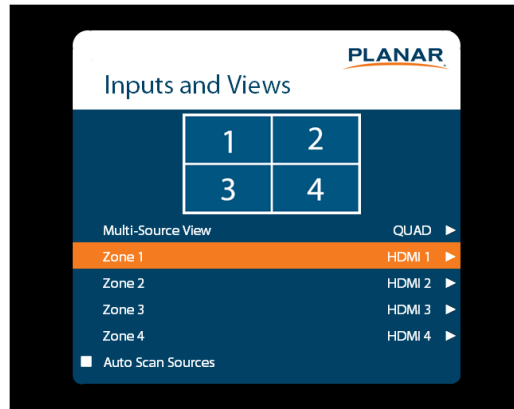 PLANAR
Inputs and Views
1 2
3 4
Multi-Source View QUAD ▶
Zone 1 HDMI 1 ▶
Zone 2 HDMI 2 ▶
Zone 3 HDMI 3 ▶
Zone 4 HDMI 4 ▶
Auto Scan Sources